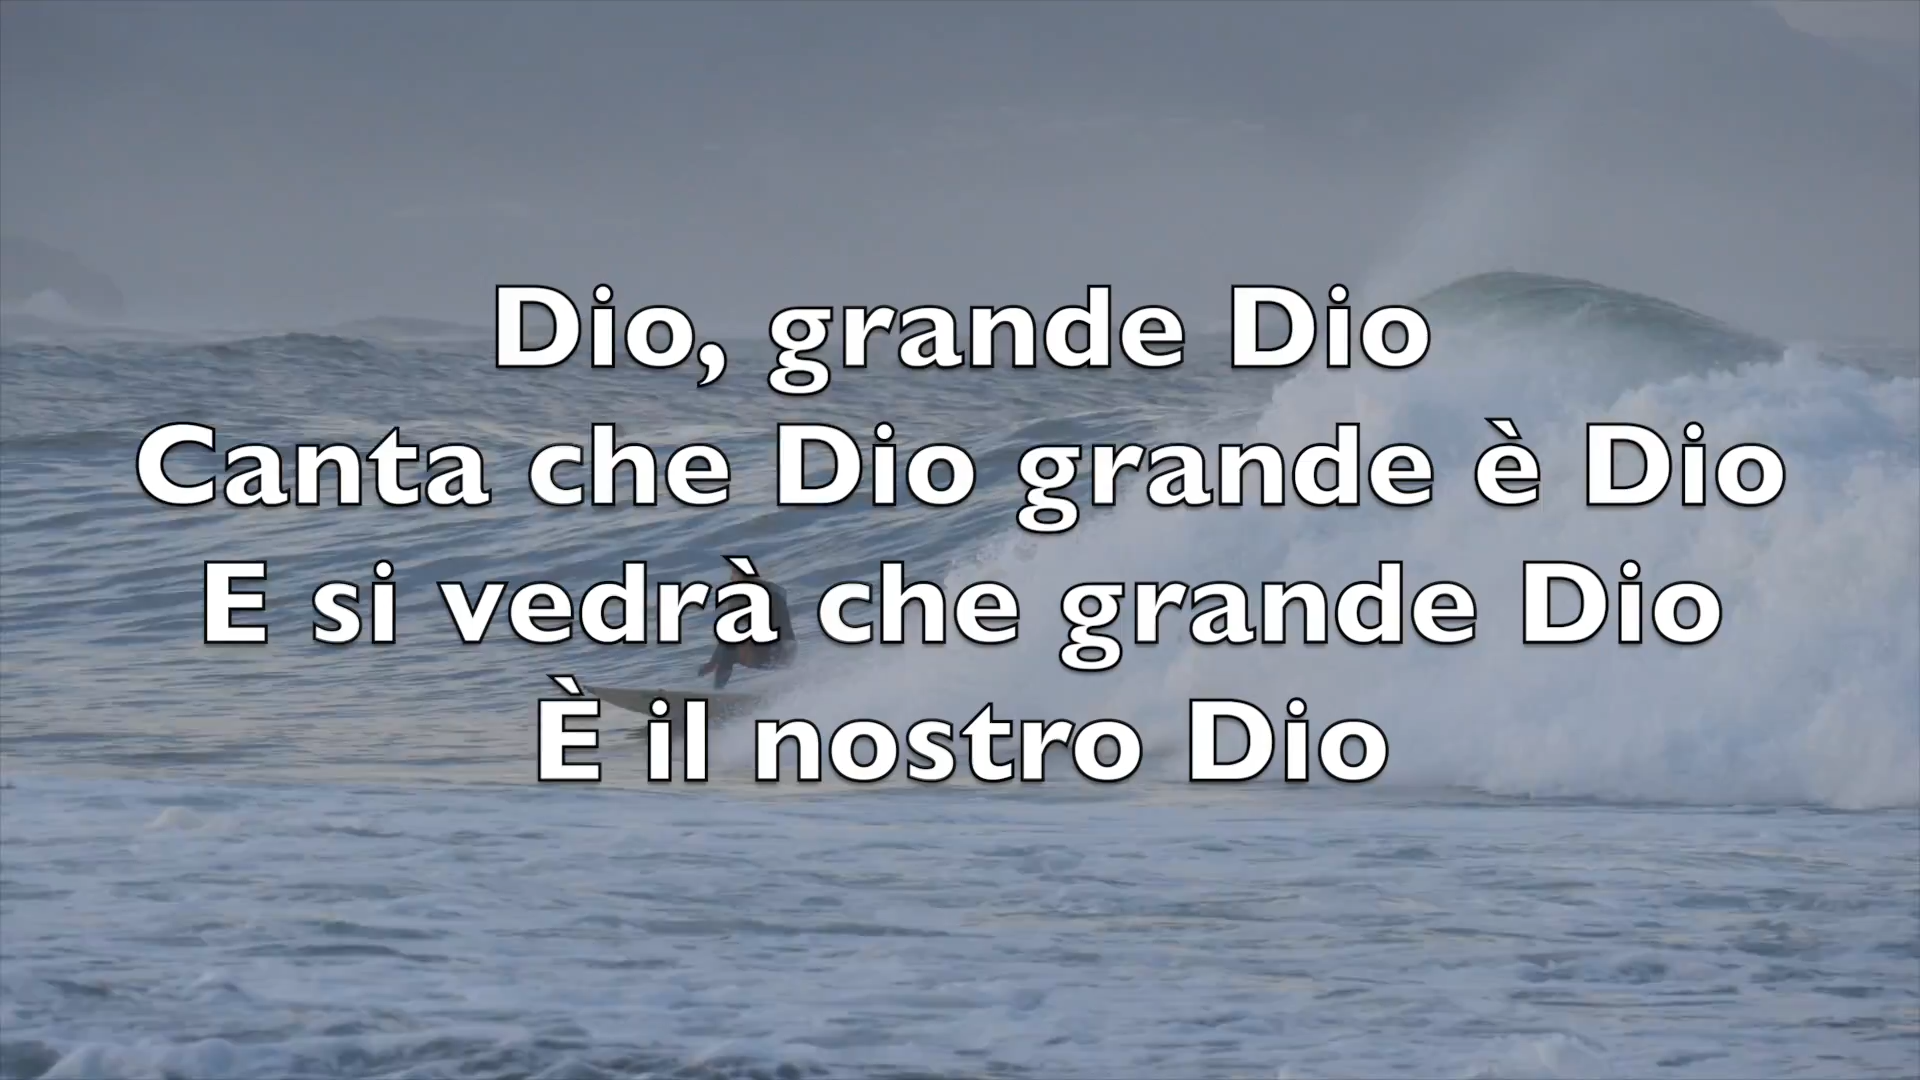 Dio, grande Dio
Canta che Dio grande è Dio
E si vedrà che grande Dio
È il nostro Dio